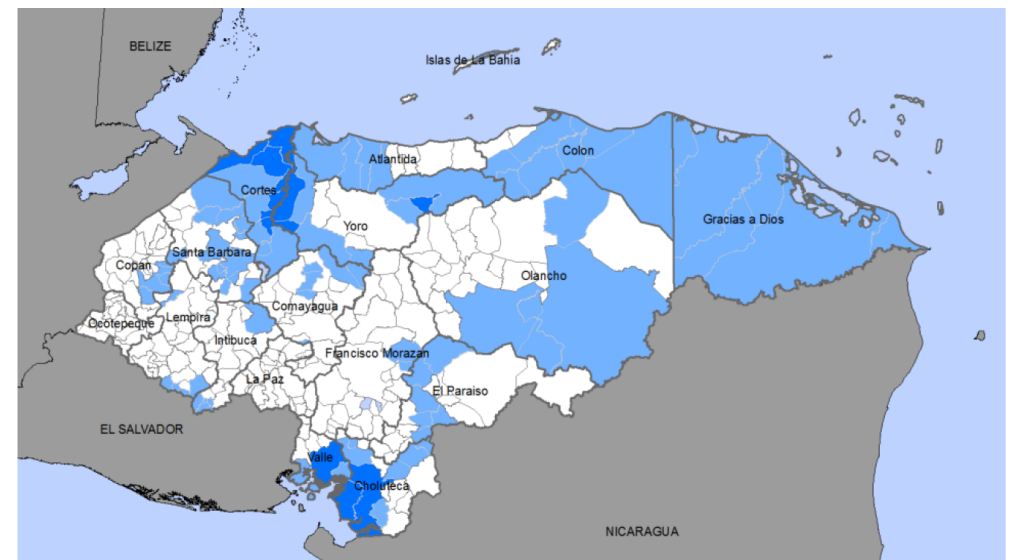 BELIZE
Islas de La Bahia
Atlantida
Colon
Cortes
Gracias a Dios
Yoro
Santa Barbara
Copan
Olancho
Comayagua
Lempira
Ocotepeque
Intibuca
Francisco Morazan
La Paz
El Paraiso
EL SALVADOR
Valle
Choluteca
NICARAGUA